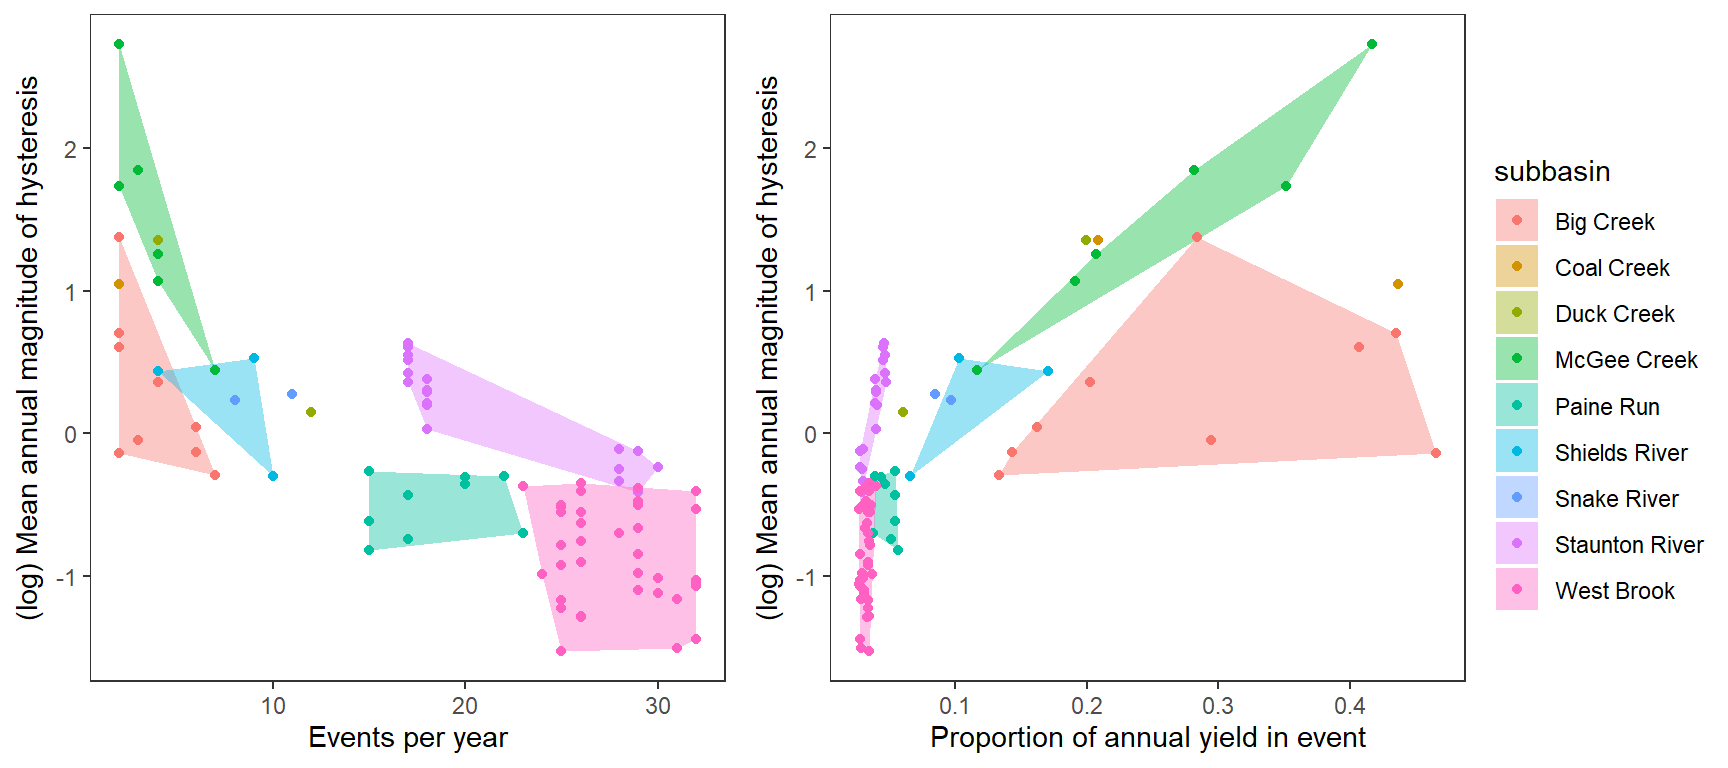 (log) Mean annual magnitude of hysteresis
2
1
0
-1
10
20
30
Events per year
(log) Mean annual magnitude of hysteresis
2
1
0
-1
0.1
0.2
0.3
0.4
Proportion of annual yield in event
subbasin
Big Creek
Coal Creek
Duck Creek
McGee Creek
Paine Run
Shields River
Snake River
Staunton River
West Brook